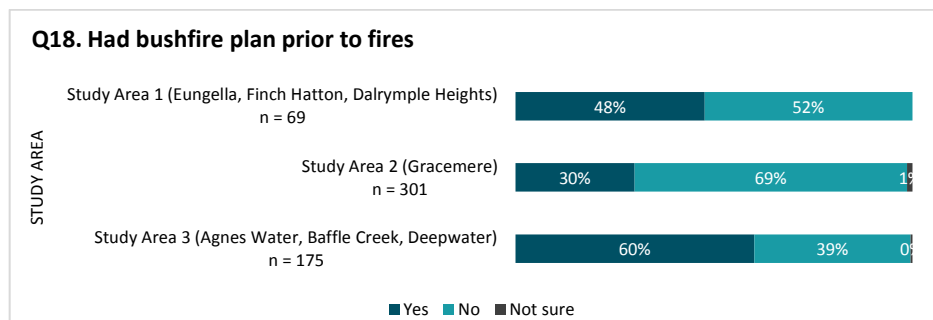 Q18. Had bushfire plan prior to fires
STUDY AREA
Study Area 1 (Eungella, Finch Hatton, Dalrymple Heights)
n = 69
48% 52%
Study Area 2 (Gracemere)
n = 301
30% 69% 1%
Study Area 3 (Agnes Water, Baffle Creek, Deepwater)
n = 175
60% 39% 0%
Yes No Not sure